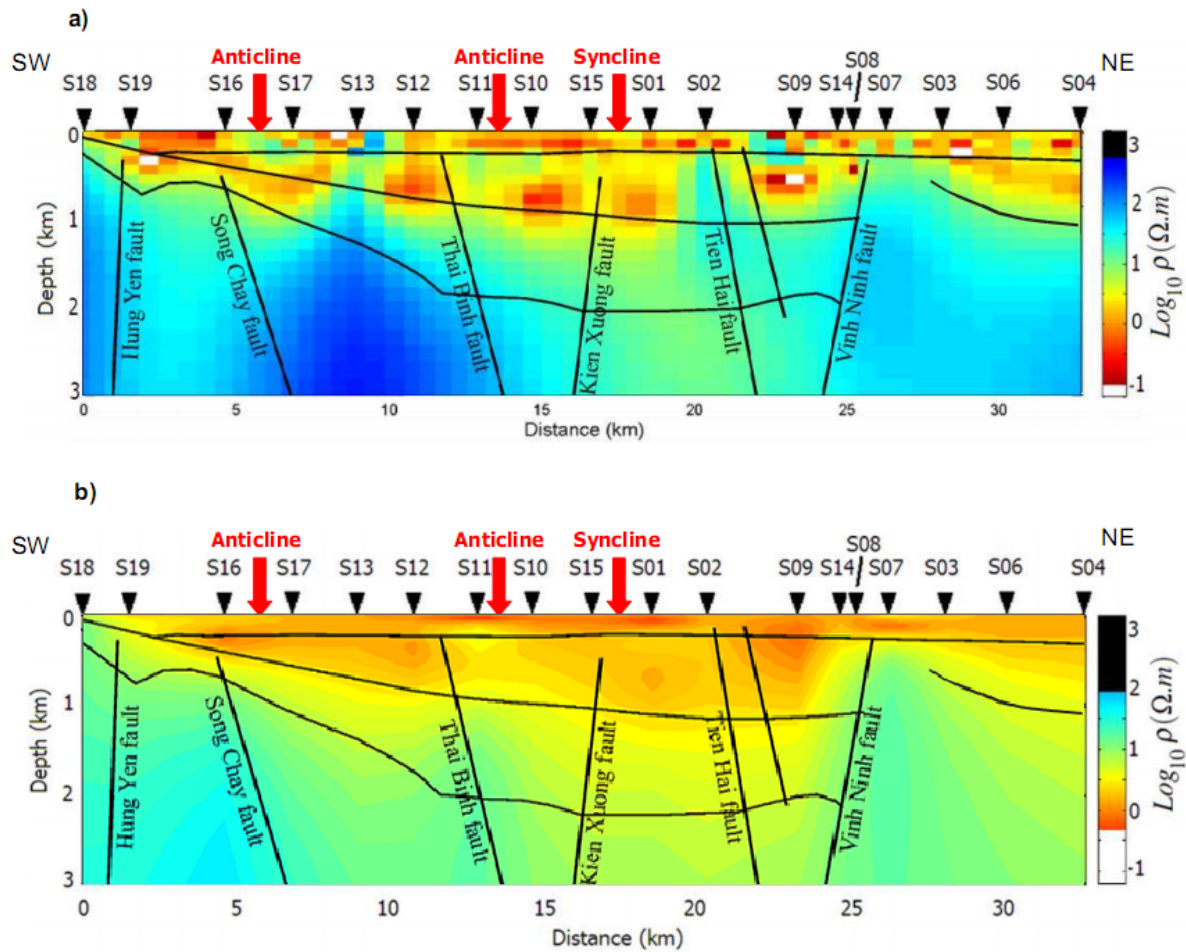 a)
Anticline Anticline Syncline
SW S08 NE
S18 S19 S16 S17 S13 S12 S11 S10 S15 S01 S02 S09 S14 S07 S03 S06 S04
0
1
2
3
Depth (km)
Hung Yen fault
Song Chay fault
Thai Binh fault
Kien Xuong fault
Tien Hai fault
Vinh Ninh fault
3
2
1
0
-1
Log10 ρ (Ω.m)
0 5 10 15 20 25 30
Distance (km)
b)
Anticline Anticline Syncline
SW S08 NE
S18 S19 S16 S17 S13 S12 S11 S10 S15 S01 S02 S09 S14 S07 S03 S06 S04
0
1
2
3
Depth (km)
Hung Yen fault
Song Chay fault
Thai Binh fault
Kien Xuong fault
Tien Hai fault
Vinh Ninh fault
3
2
1
0
-1
Log10 ρ (Ω.m)
0 5 10 15 20 25 30
Distance (km)